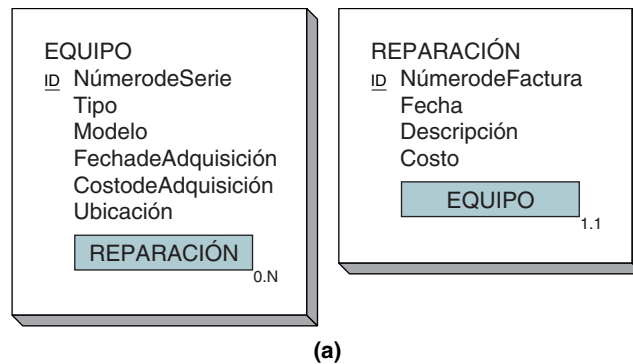 EQUIPO
ID NúmerodeSerie
Tipo
Modelo
FechadeAdquisición
CostodeAdquisición
Ubicación
REPARACIÓN
0.N
REPARACIÓN
ID NúmerodeFactura
Fecha
Descripción
Costo
EQUIPO
1.1
(a)